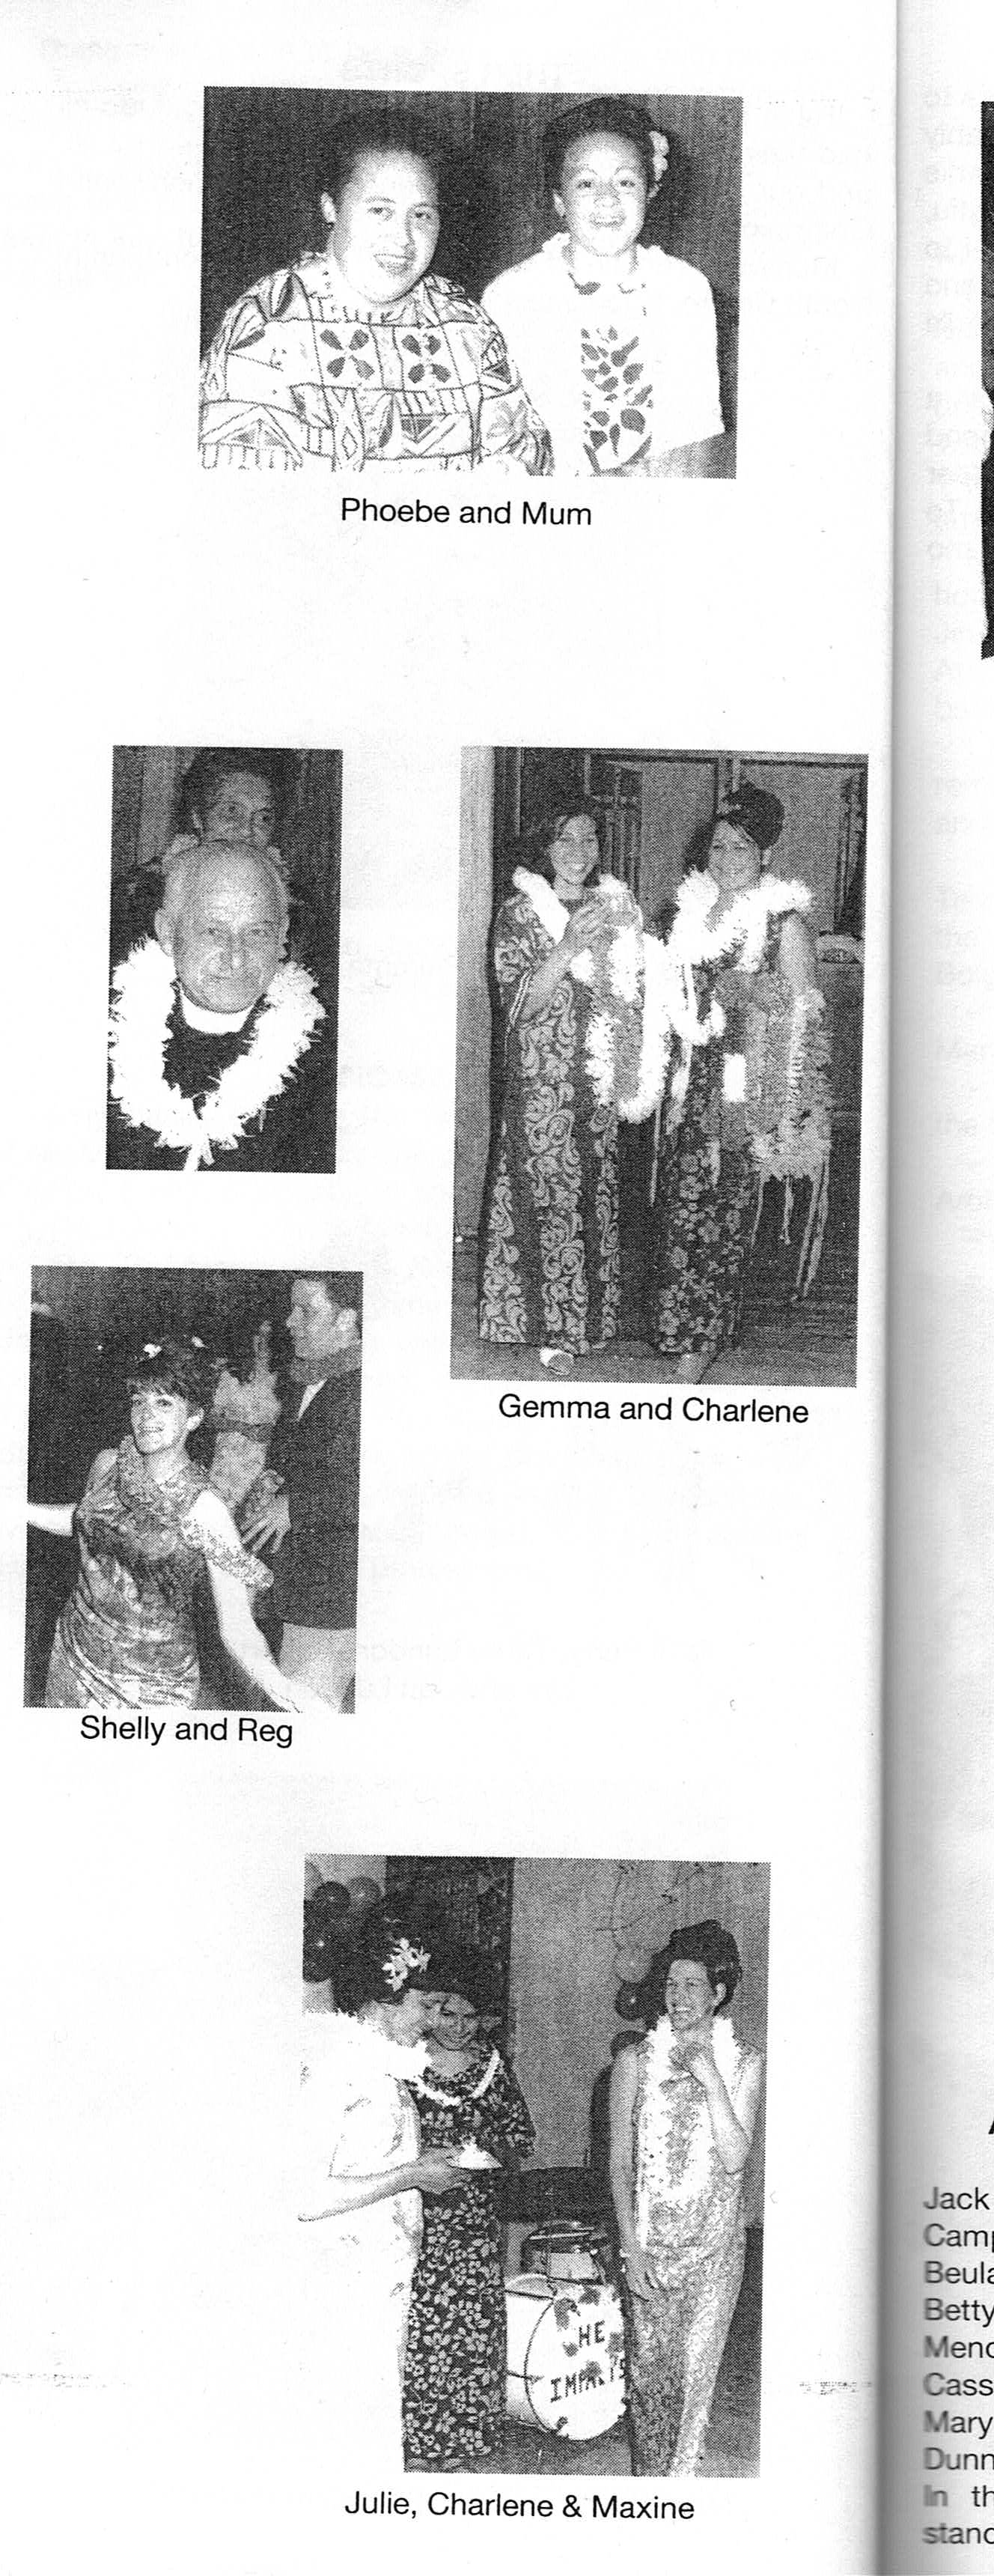 Phoebe and Mum
Gemma and Charlene
Shelly and Reg
HE
IMPACTS
Julie, Charlene & Maxine
Jack
Camp
Beula
Betty
Menc
Cass
Mary
Dunn
In th
stanc